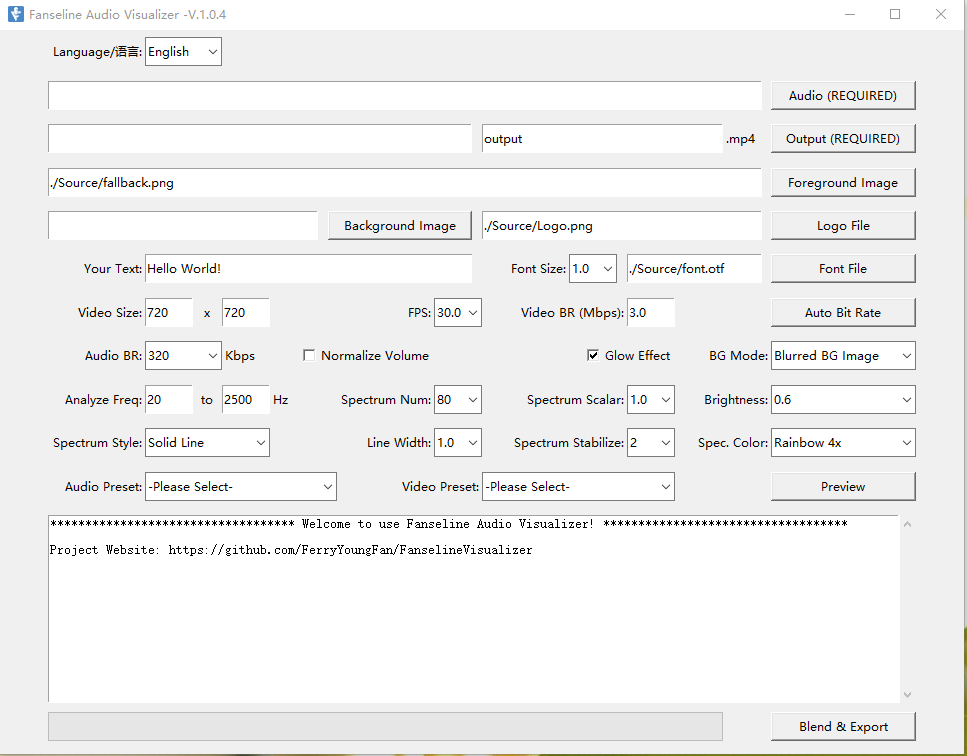 Fanseline Audio Visualizer -V.1.0.4
Language/语言: English
Audio (REQUIRED)
output .mp4 Output (REQUIRED)
./Source/fallback.png Foreground Image
Background Image ./Source/Logo.png Logo File
Your Text: Hello World! Font Size: 1.0 ./Source/font.otf Font File
Video Size: 720 x 720 FPS: 30.0 Video BR (Mbps): 3.0 Auto Bit Rate
Audio BR: 320 Kbps Normalize Volume Glow Effect BG Mode: Blurred BG Image
Analyze Freq: 20 to 2500 Hz Spectrum Num: 80 Spectrum Scalar: 1.0 Brightness: 0.6
Spectrum Style: Solid Line Line Width: 1.0 Spectrum Stabilize: 2 Spec. Color: Rainbow 4x
Audio Preset: -Please Select- Video Preset: -Please Select- Preview
*********************************** Welcome to use Fanseline Audio Visualizer! ***********************************
Project Website: https://github.com/FerryYoungFan/FanselineVisualizer
Blend & Export